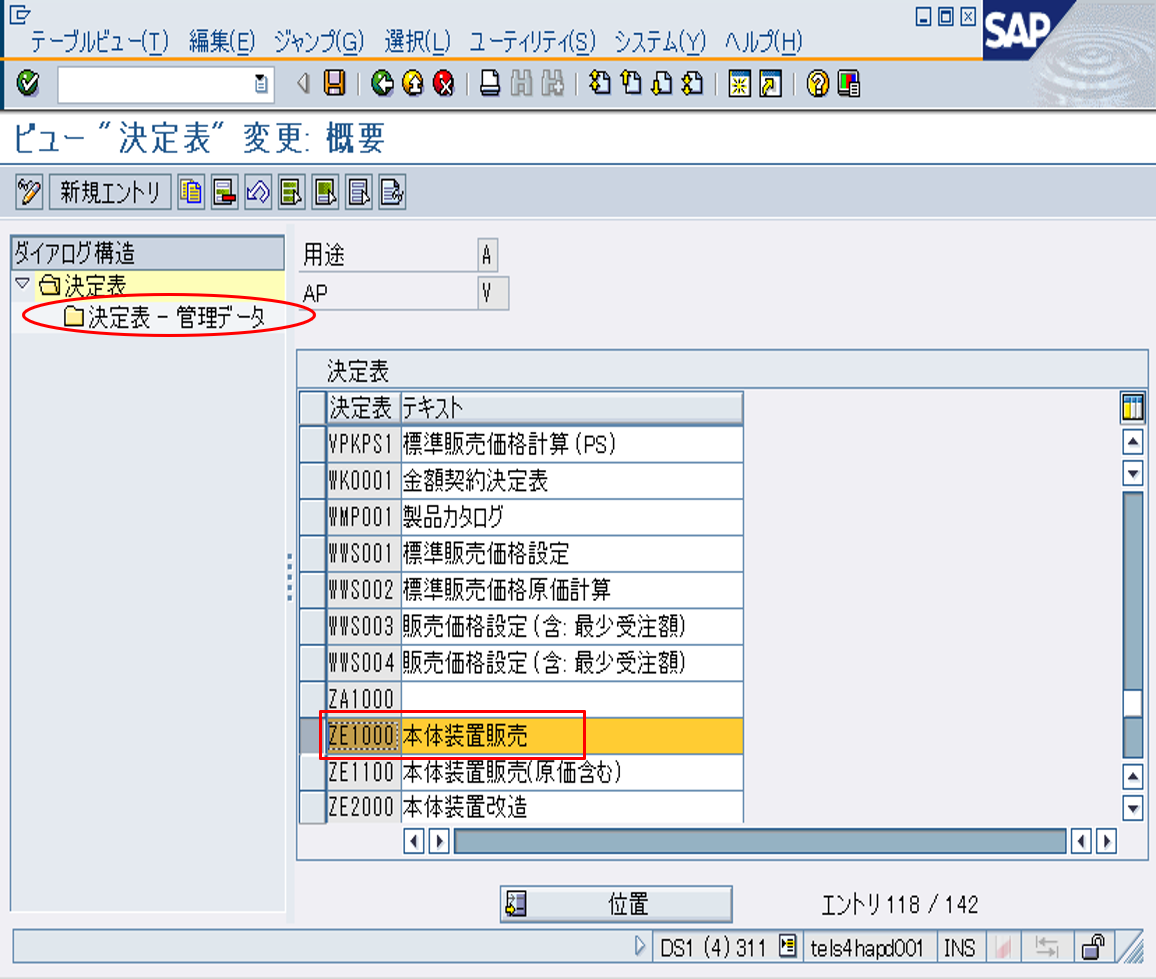 テーブルビュー(T) 編集(E) ジャンプ(G) 選択(L) ユーティリティ(S) システム(Y) ヘルプ(H)
SAP
ビュー "決定表" 変更: 概要
新規エントリ
ダイアログ構造
決定表
決定表 - 管理データ
用途 A
AP V
決定表
決定表 テキスト
VPKPS1 標準販売価格計算 (PS)
WK0001 金額契約決定表
WMP001 製品カタログ
WWS001 標準販売価格設定
WWS002 標準販売価格原価計算
WWS003 販売価格設定 (含: 最少受注額)
WWS004 販売価格設定 (含: 最少受注額)
ZA1000
ZE1000 本体装置販売
ZE1100 本体装置販売(原価含む)
ZE2000 本体装置改造
位置
エントリ 118 / 142
DS1 (4) 311
tels4hapd001
INS